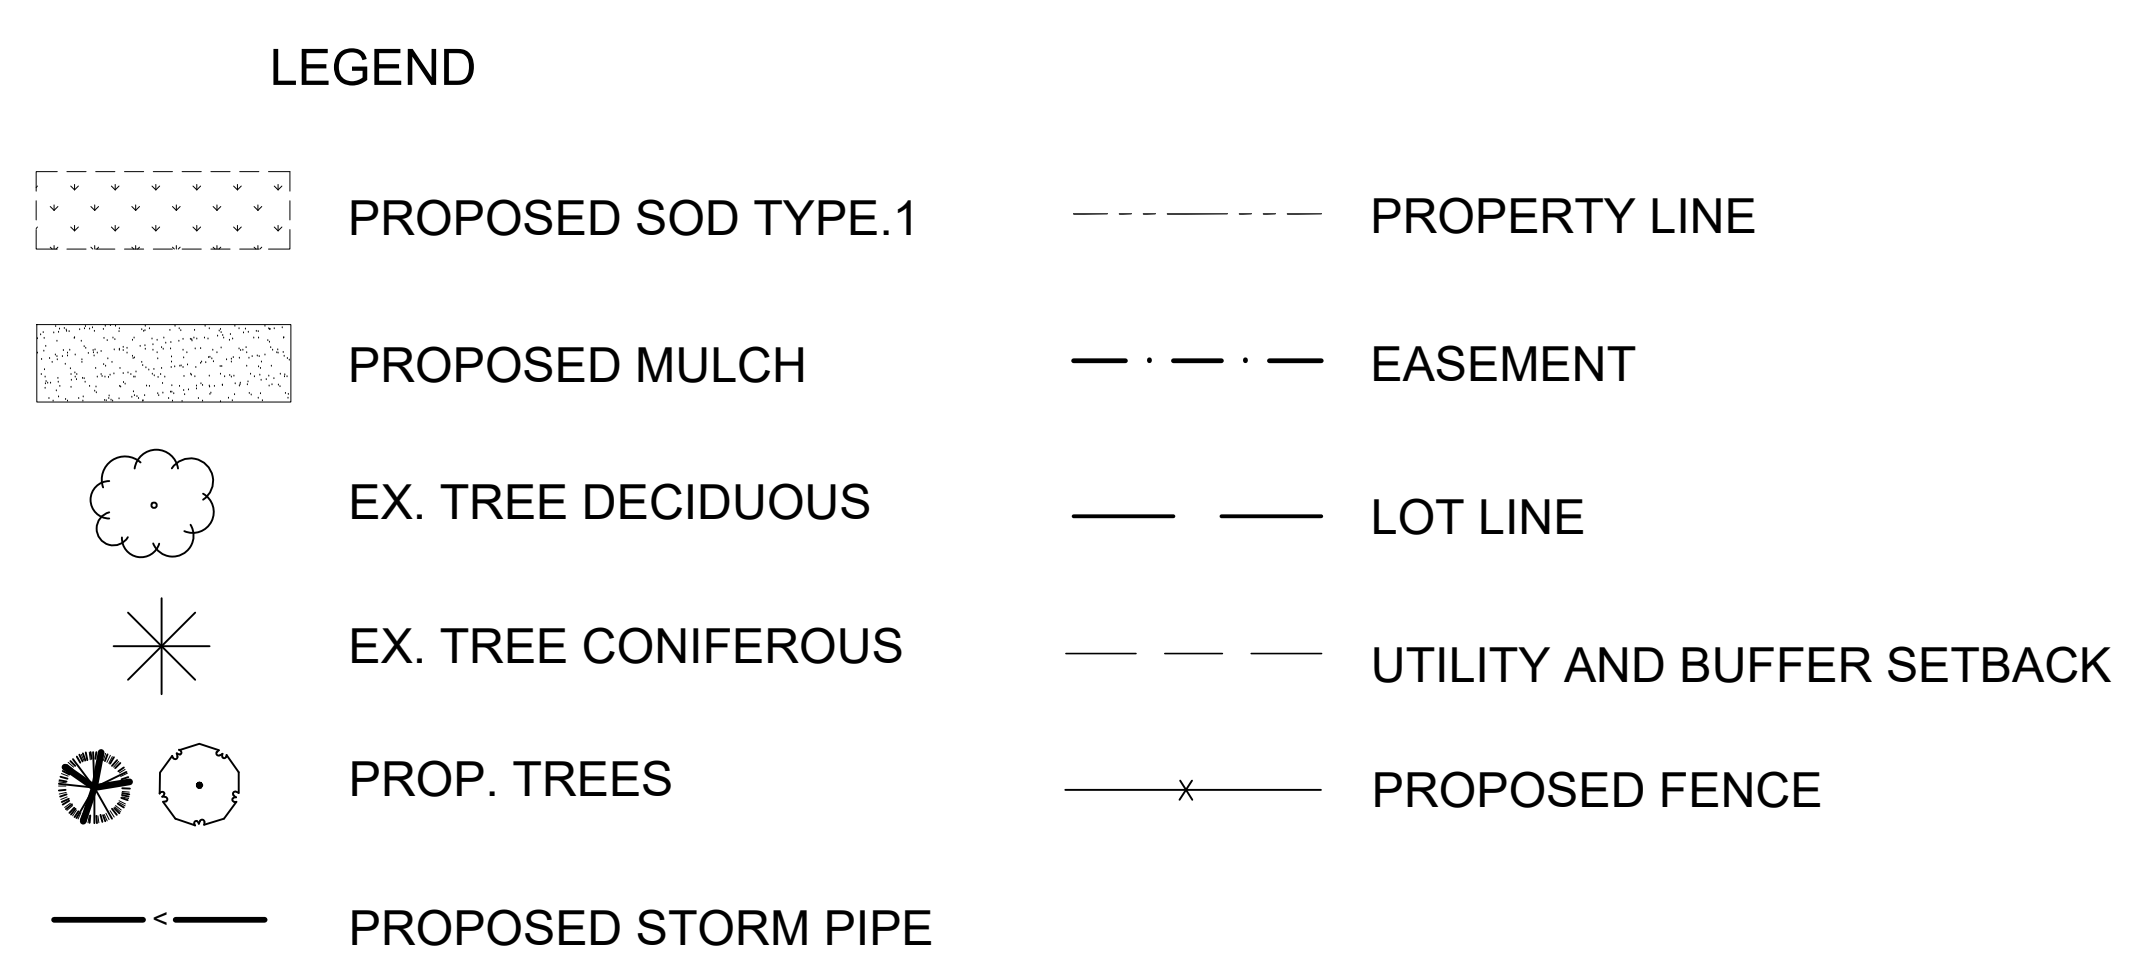 LEGEND
PROPOSED SOD TYPE.1
PROPOSED MULCH
EX. TREE DECIDUOUS
EX. TREE CONIFEROUS
PROP. TREES
PROPOSED STORM PIPE
PROPERTY LINE
EASEMENT
LOT LINE
UTILITY AND BUFFER SETBACK
PROPOSED FENCE